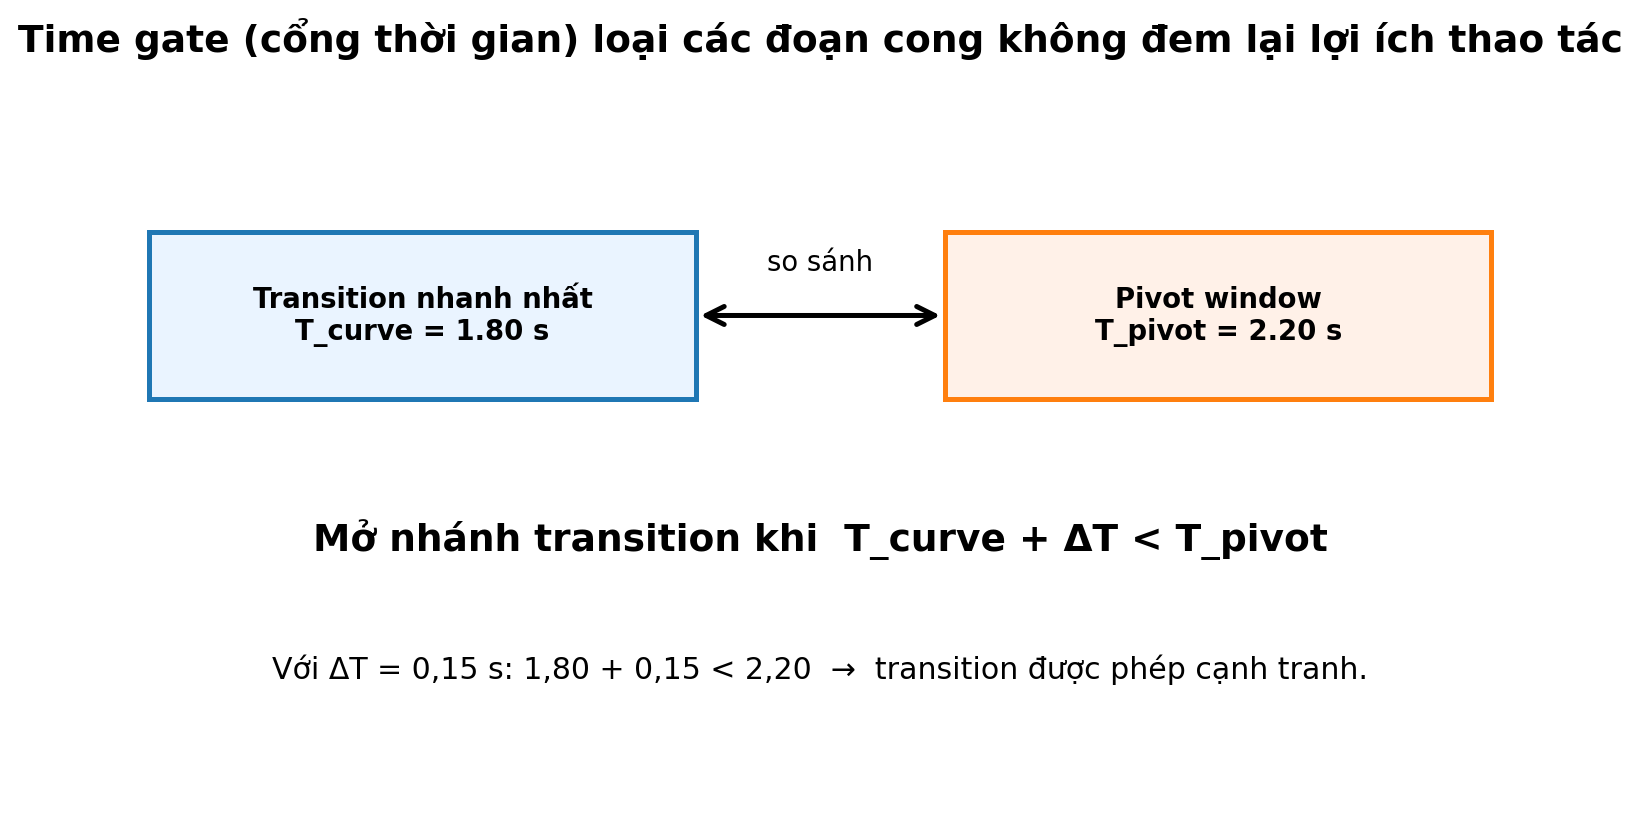 Time gate (cổng thời gian) loại các đoạn cong không đem lại lợi ích thao tác
so sánh
Transition nhanh nhất
T_curve = 1.80 s
Pivot window
T_pivot = 2.20 s
Mở nhánh transition khi  T_curve + ΔT < T_pivot
Với ΔT = 0,15 s: 1,80 + 0,15 < 2,20  →  transition được phép cạnh tranh.